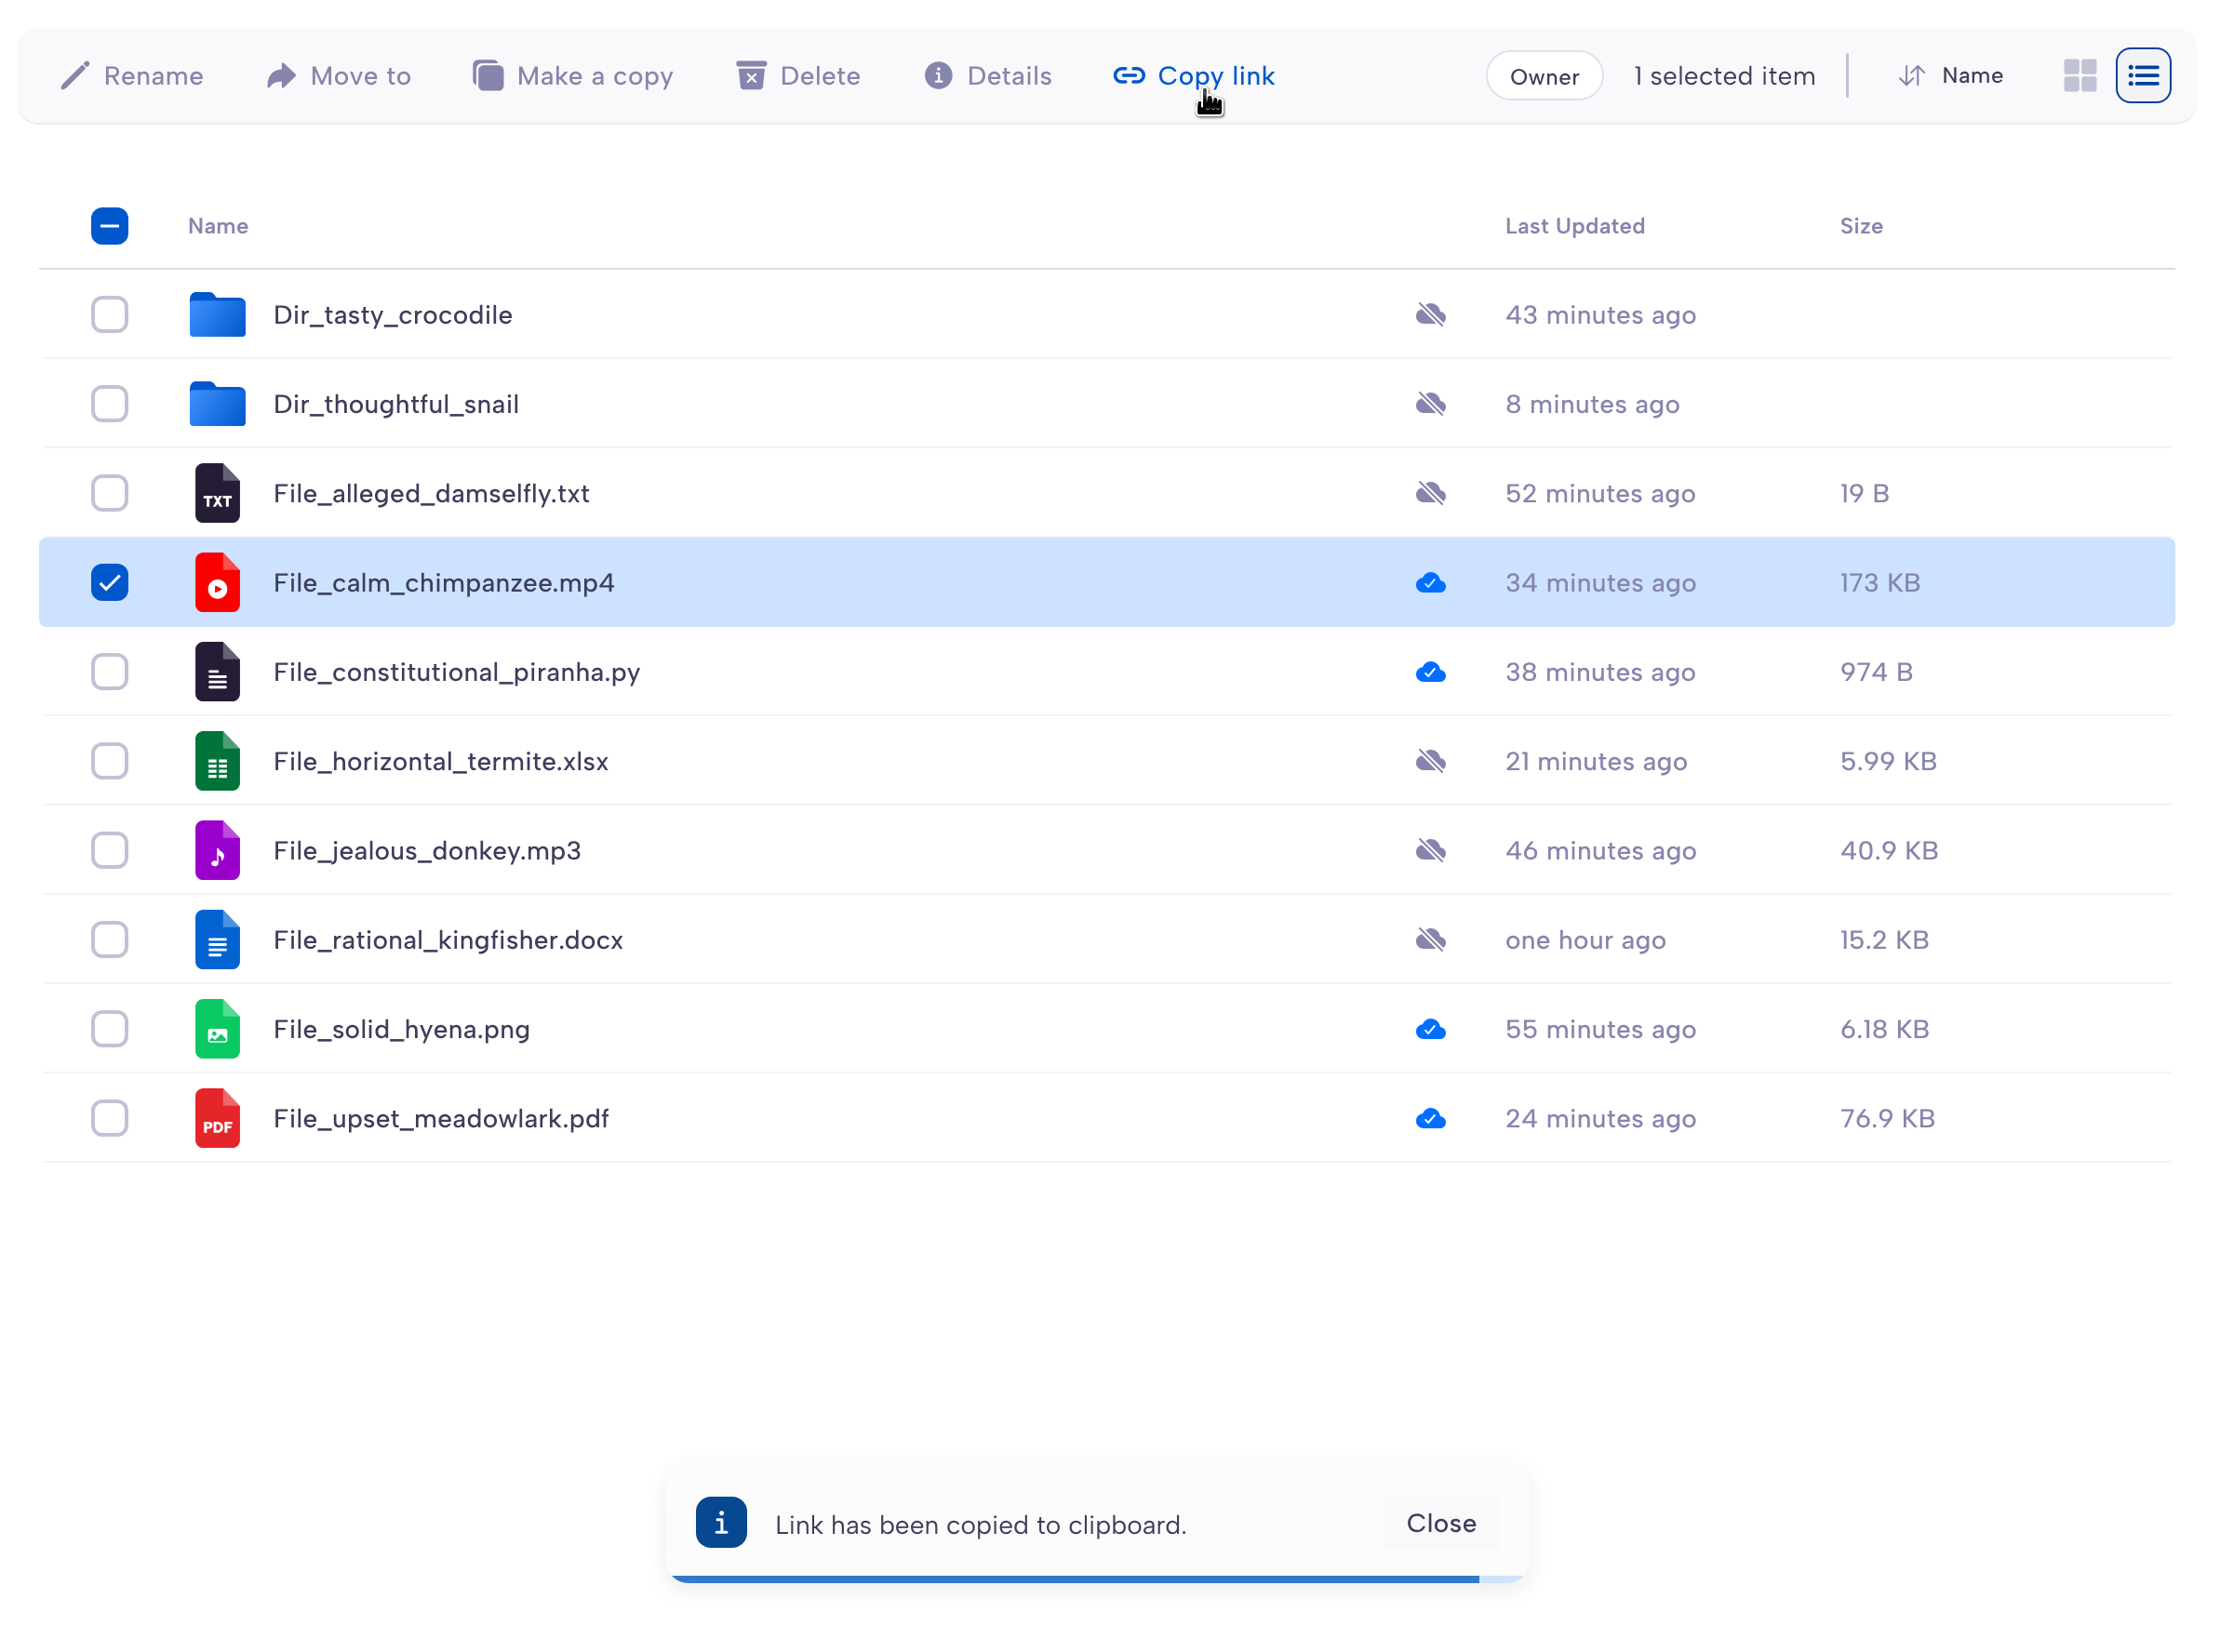 Rename Move to Make a copy Delete Details Copy link Owner 1 selected item Name
Name Last Updated Size
Dir_tasty_crocodile 43 minutes ago
Dir_thoughtful_snail 8 minutes ago
TXT File_alleged_damselfly.txt 52 minutes ago 19 B
File_calm_chimpanzee.mp4 34 minutes ago 173 KB
File_constitutional_piranha.py 38 minutes ago 974 B
File_horizontal_termite.xlsx 21 minutes ago 5.99 KB
File_jealous_donkey.mp3 46 minutes ago 40.9 KB
File_rational_kingfisher.docx one hour ago 15.2 KB
File_solid_hyena.png 55 minutes ago 6.18 KB
PDF File_upset_meadowlark.pdf 24 minutes ago 76.9 KB
Link has been copied to clipboard. Close